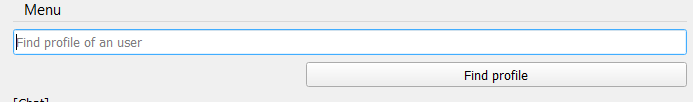 Menu
Find profile of an user
Find profile
[Chat]